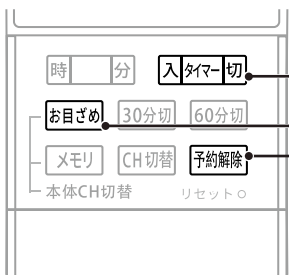 時 分 入 タイマー 切
お目ざめ 30分切 60分切
メモリ CH切替 予約解除
本体CH切替 リセット